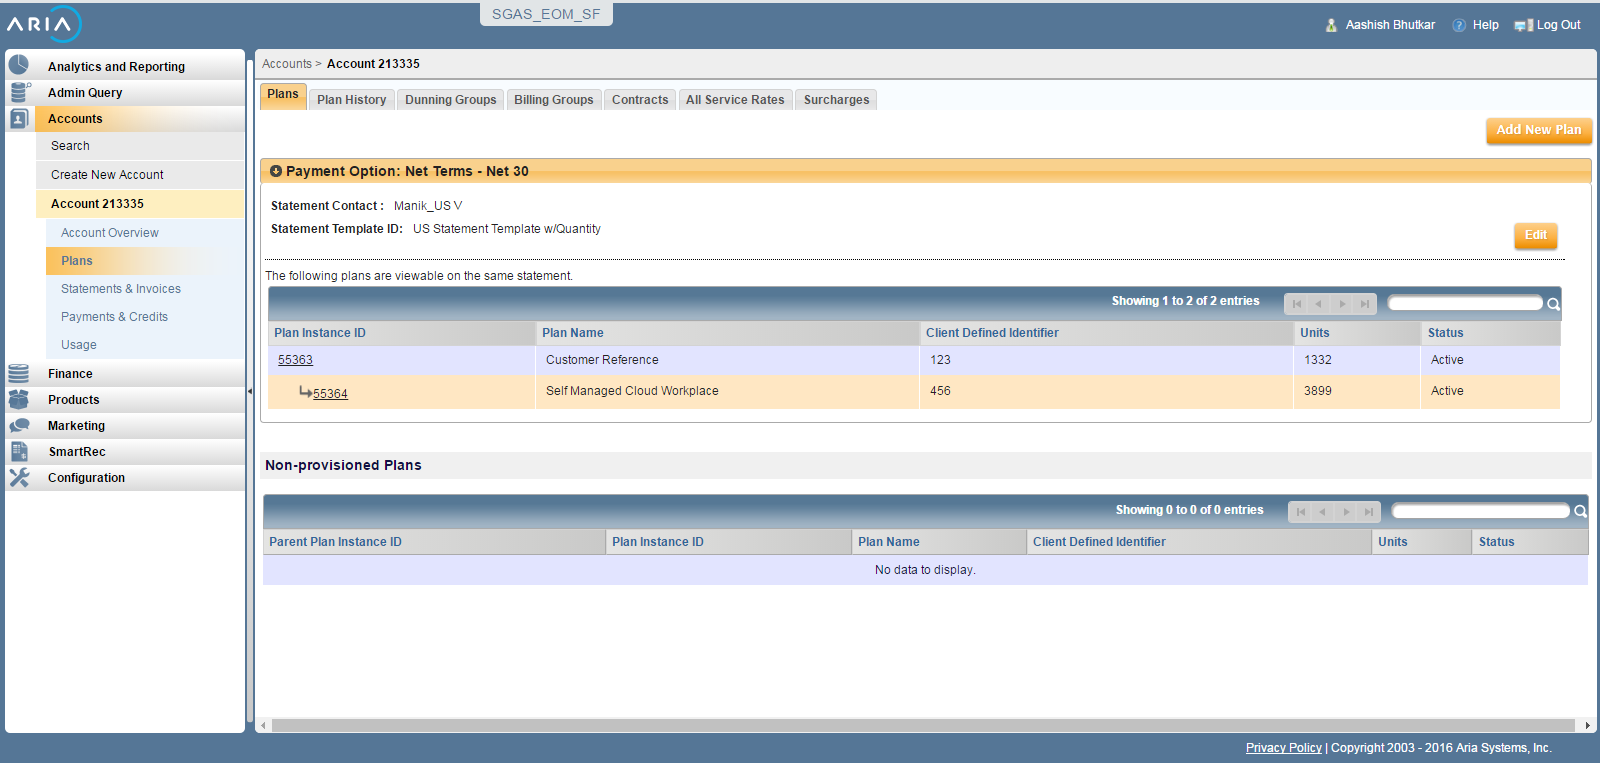 SGAS_EOM_SF
ARIA
Aashish Bhutkar Help Log Out
Analytics and Reporting
Admin Query
Accounts
Search
Create New Account
Account 213335
Account Overview
Plans
Statements & Invoices
Payments & Credits
Usage
Finance
Products
Marketing
SmartRec
Configuration
Accounts > Account 213335
Plans Plan History Dunning Groups Billing Groups Contracts All Service Rates Surcharges
Add New Plan
Payment Option: Net Terms - Net 30
Statement Contact : Manik_US V
Statement Template ID: US Statement Template w/Quantity
Edit
The following plans are viewable on the same statement.
Showing 1 to 2 of 2 entries
Plan Instance ID Plan Name Client Defined Identifier Units Status
55363 Customer Reference 123 1332 Active
55364 Self Managed Cloud Workplace 456 3899 Active
Non-provisioned Plans
Showing 0 to 0 of 0 entries
Parent Plan Instance ID Plan Instance ID Plan Name Client Defined Identifier Units Status
No data to display.
Privacy Policy | Copyright 2003 - 2016 Aria Systems, Inc.